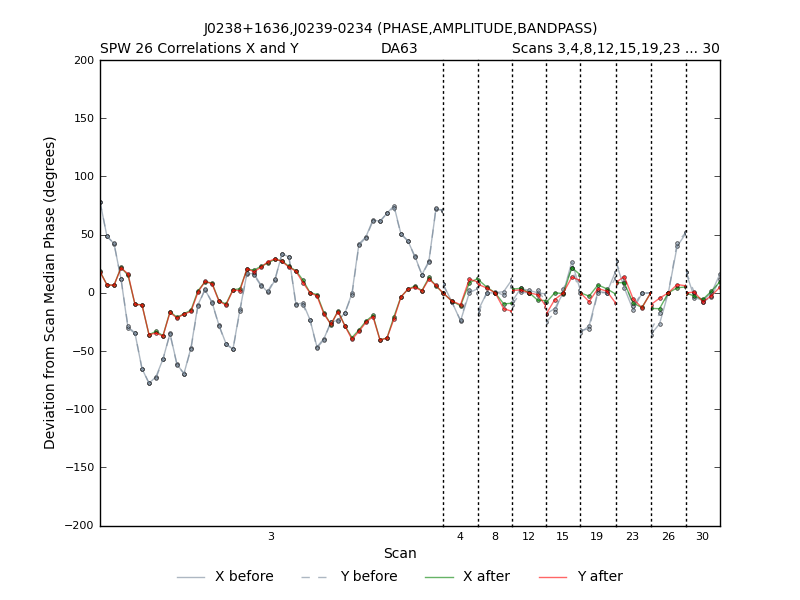 J0238+1636,J0239-0234 (PHASE,AMPLITUDE,BANDPASS)
SPW 26 Correlations X and Y DA63 Scans 3,4,8,12,15,19,23 ... 30
200
150
100
50
0
−50
−100
−150
−200
Deviation from Scan Median Phase (degrees)
3 4 8 12 15 19 23 26 30
Scan
X before Y before X after Y after